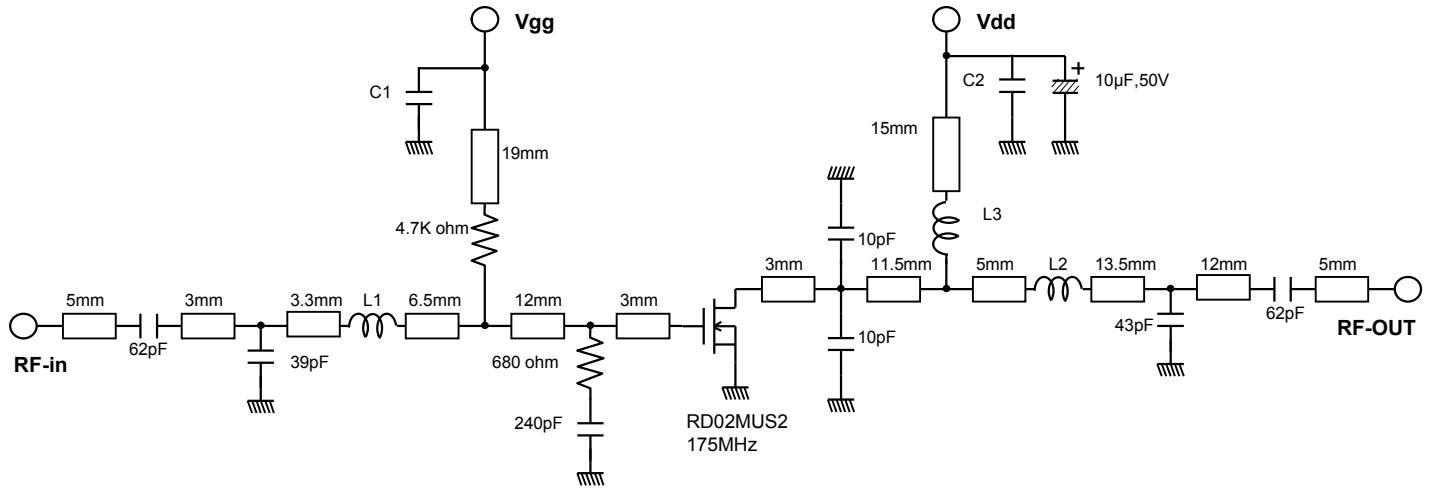 Vgg
Vdd
C1
C2
+
10µF,50V
19mm
15mm
4.7K ohm
L3
10pF
5mm
62pF
3mm
3.3mm
L1
6.5mm
12mm
3mm
3mm
11.5mm
5mm
L2
13.5mm
12mm
62pF
5mm
RF-in
39pF
680 ohm
240pF
10pF
43pF
RF-OUT
RD02MUS2
175MHz